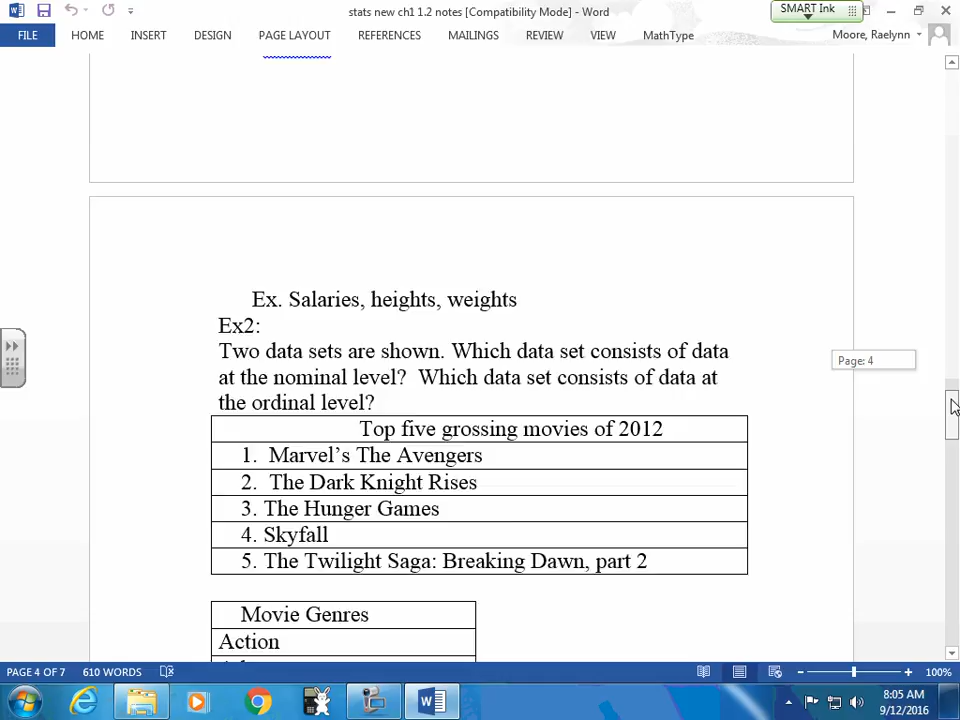 stats new ch1 1.2 notes [Compatibility Mode] - Word
SMART Ink
FILE HOME INSERT DESIGN PAGE LAYOUT REFERENCES MAILINGS REVIEW VIEW MathType Moore, Raelynn
Ex. Salaries, heights, weights
Ex2:
Two data sets are shown. Which data set consists of data
at the nominal level?  Which data set consists of data at
the ordinal level?
Page: 4
Top five grossing movies of 2012
1. Marvel's The Avengers
2. The Dark Knight Rises
3. The Hunger Games
4. Skyfall
5. The Twilight Saga: Breaking Dawn, part 2
Movie Genres
Action
PAGE 4 OF 7 610 WORDS 100%
8:05 AM
9/12/2016